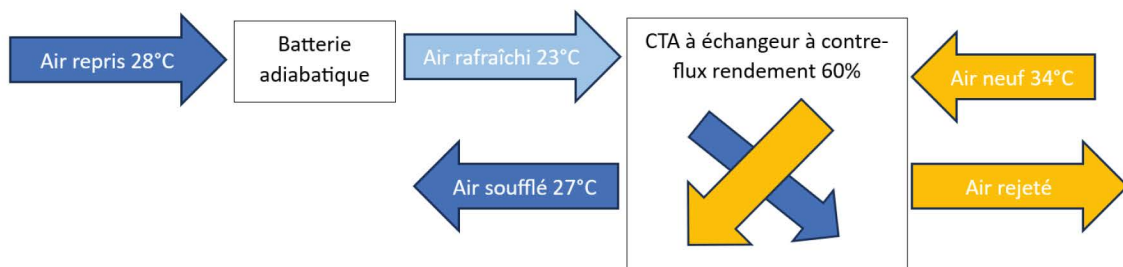 Air repris 28°C
Batterie
adiabatique
Air rafraîchi 23°C
CTA à échangeur à contre-
flux rendement 60%
Air neuf 34°C
Air soufflé 27°C
Air rejeté